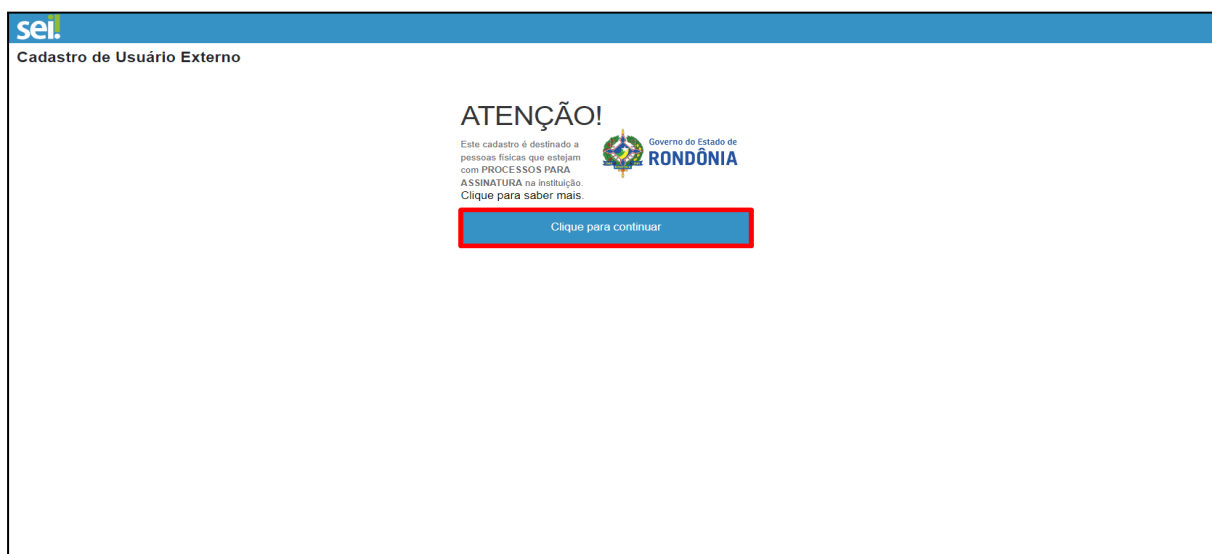 sei!
Cadastro de Usuário Externo
ATENÇÃO!
Este cadastro é destinado a
pessoas físicas que estejam
com PROCESSOS PARA
ASSINATURA na instituição.
Clique para saber mais.
Governo do Estado de
RONDÔNIA
Clique para continuar